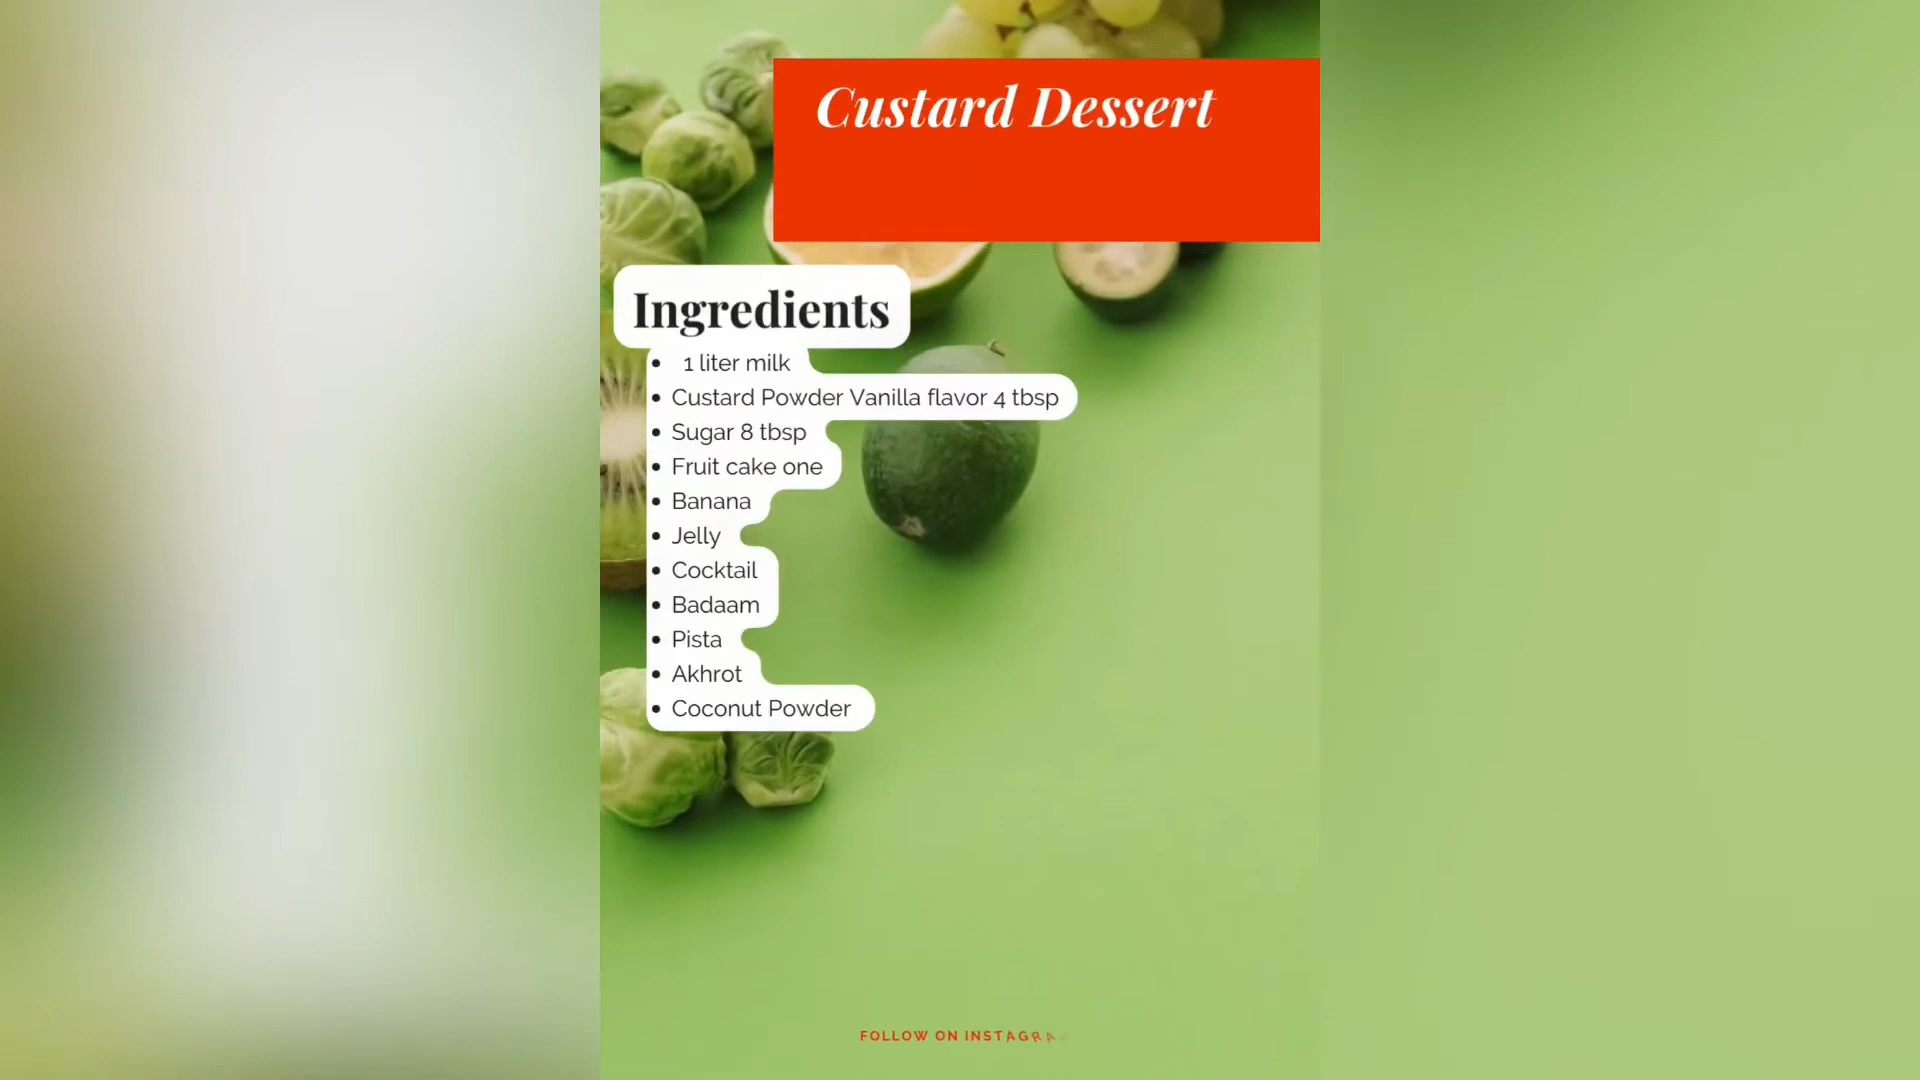 Custard Dessert
Ingredients
• 1 liter milk
• Custard Powder Vanilla flavor 4 tbsp
• Sugar 8 tbsp
• Fruit cake one
• Banana
• Jelly
• Cocktail
• Badaam
• Pista
• Akhrot
• Coconut Powder
FOLLOW ON INSTAGRA